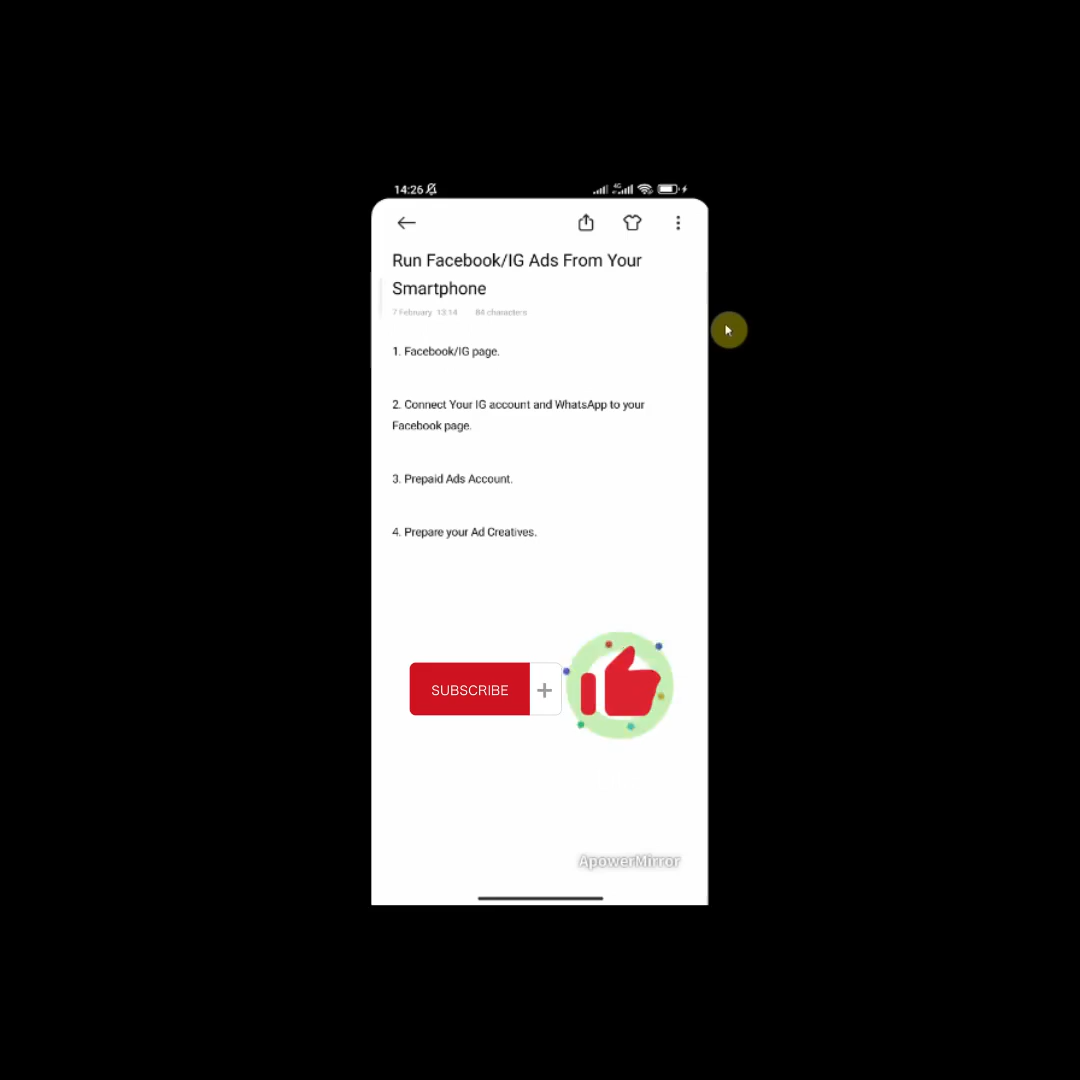 14:26
4G
Run Facebook/IG Ads From Your
Smartphone
7 February 13:14 84 characters
1. Facebook/IG page.
2. Connect Your IG account and WhatsApp to your
Facebook page.
3. Prepaid Ads Account.
4. Prepare your Ad Creatives.
SUBSCRIBE
ApowerMirror